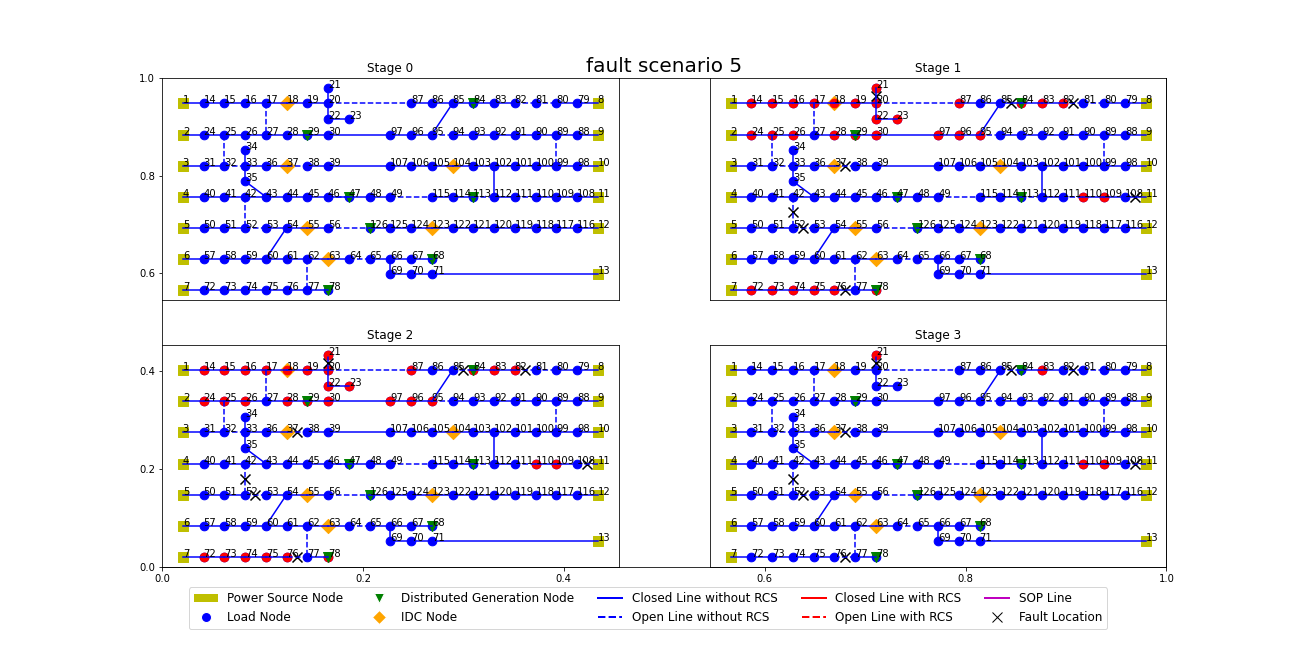 fault scenario 5
Stage 0
1.0
1 14 15 16 17 18 19 20 21 87 86 85 84 83 82 81 80 79 8
22 23
2 24 25 26 27 28 29 30 97 96 95 94 93 92 91 90 89 88 9
34
3 31 32 33 36 37 38 39 107 106 105 104 103 102 101 100 99 98 10
0.8
35
4 40 41 42 43 44 45 46 47 48 49 115 114 113 112 111 110 109 108 11
5 50 51 52 53 54 55 56 126 125 124 123 122 121 120 119 118 117 116 12
6 57 58 59 60 61 62 63 64 65 66 67 68
0.6
69 70 71 13
7 72 73 74 75 76 77 78
Stage 1
21
1 14 15 16 17 18 19 87 86 85 84 83 82 81 80 79 8
22 23
2 24 25 26 27 28 29 30 97 96 95 94 93 92 91 90 89 88 9
34
3 31 32 33 36 37 38 39 107 106 105 104 103 102 101 100 99 98 10
35
4 40 41 42 43 44 45 46 47 48 49 115 114 113 112 111 110 109 108 11
5 50 51 52 53 54 55 56 126 125 124 123 122 121 120 119 118 117 116 12
6 57 58 59 60 61 62 63 64 65 66 67 68
69 70 71 13
7 72 73 74 75 76 77 78
Stage 2
21
0.4
1 14 15 16 17 18 19 20 87 86 85 84 83 82 81 80 79 8
22 23
2 24 25 26 27 28 29 30 97 96 95 94 93 92 91 90 89 88 9
34
3 31 32 33 36 37 38 39 107 106 105 104 103 102 101 100 99 98 10
35
0.2
4 40 41 42 43 44 45 46 47 48 49 115 114 113 112 111 110 109 108 11
5 50 51 52 53 54 55 56 126 125 124 123 122 121 120 119 118 117 116 12
6 57 58 59 60 61 62 63 64 65 66 67 68
69 70 71 13
7 72 73 74 75 76 77 78
0.0
Stage 3
21
1 14 15 16 17 18 19 20 87 86 85 84 83 82 81 80 79 8
22 23
2 24 25 26 27 28 29 30 97 96 95 94 93 92 91 90 89 88 9
34
3 31 32 33 36 37 38 39 107 106 105 104 103 102 101 100 99 98 10
35
4 40 41 42 43 44 45 46 47 48 49 115 114 113 112 111 110 109 108 11
5 50 51 52 53 54 55 56 126 125 124 123 122 121 120 119 118 117 116 12
6 57 58 59 60 61 62 63 64 65 66 67 68
69 70 71 13
7 72 73 74 75 76 77 78
0.0 0.2 0.4 0.6 0.8 1.0
Power Source Node Distributed Generation Node Closed Line without RCS Closed Line with RCS SOP Line
Load Node IDC Node Open Line without RCS Open Line with RCS Fault Location